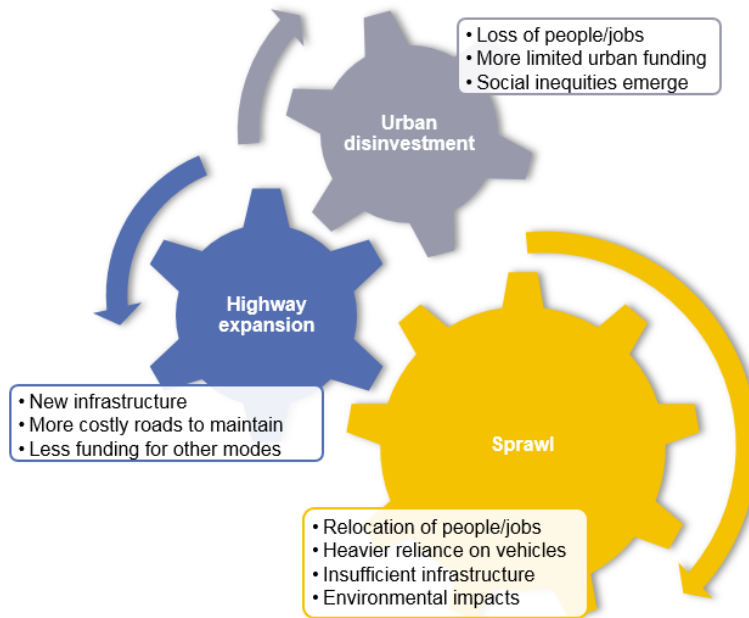 • Loss of people/jobs
• More limited urban funding
• Social inequities emerge
Urban
disinvestment
Highway
expansion
• New infrastructure
• More costly roads to maintain
• Less funding for other modes
Sprawl
• Relocation of people/jobs
• Heavier reliance on vehicles
• Insufficient infrastructure
• Environmental impacts